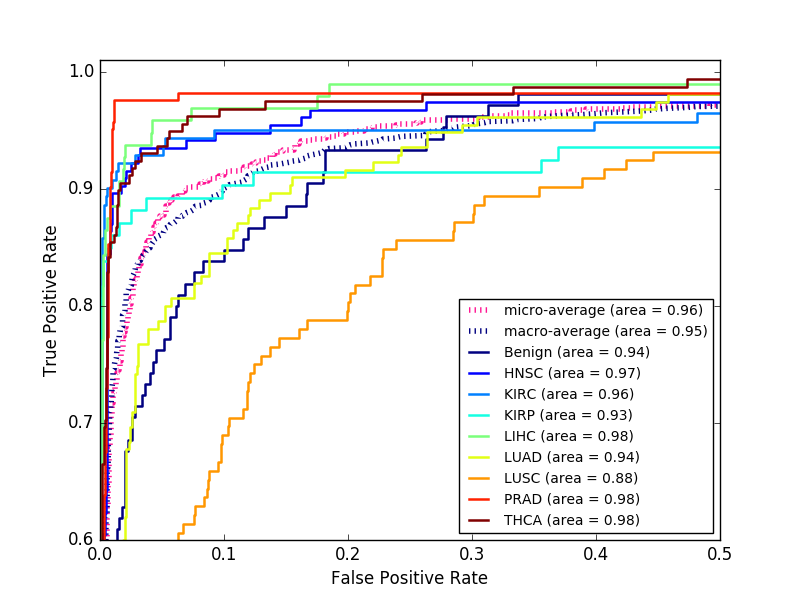 1.0
0.9
0.8
0.7
0.6
True Positive Rate
micro-average (area = 0.96)
macro-average (area = 0.95)
Benign (area = 0.94)
HNSC (area = 0.97)
KIRC (area = 0.96)
KIRP (area = 0.93)
LIHC (area = 0.98)
LUAD (area = 0.94)
LUSC (area = 0.88)
PRAD (area = 0.98)
THCA (area = 0.98)
0.0 0.1 0.2 0.3 0.4 0.5
False Positive Rate